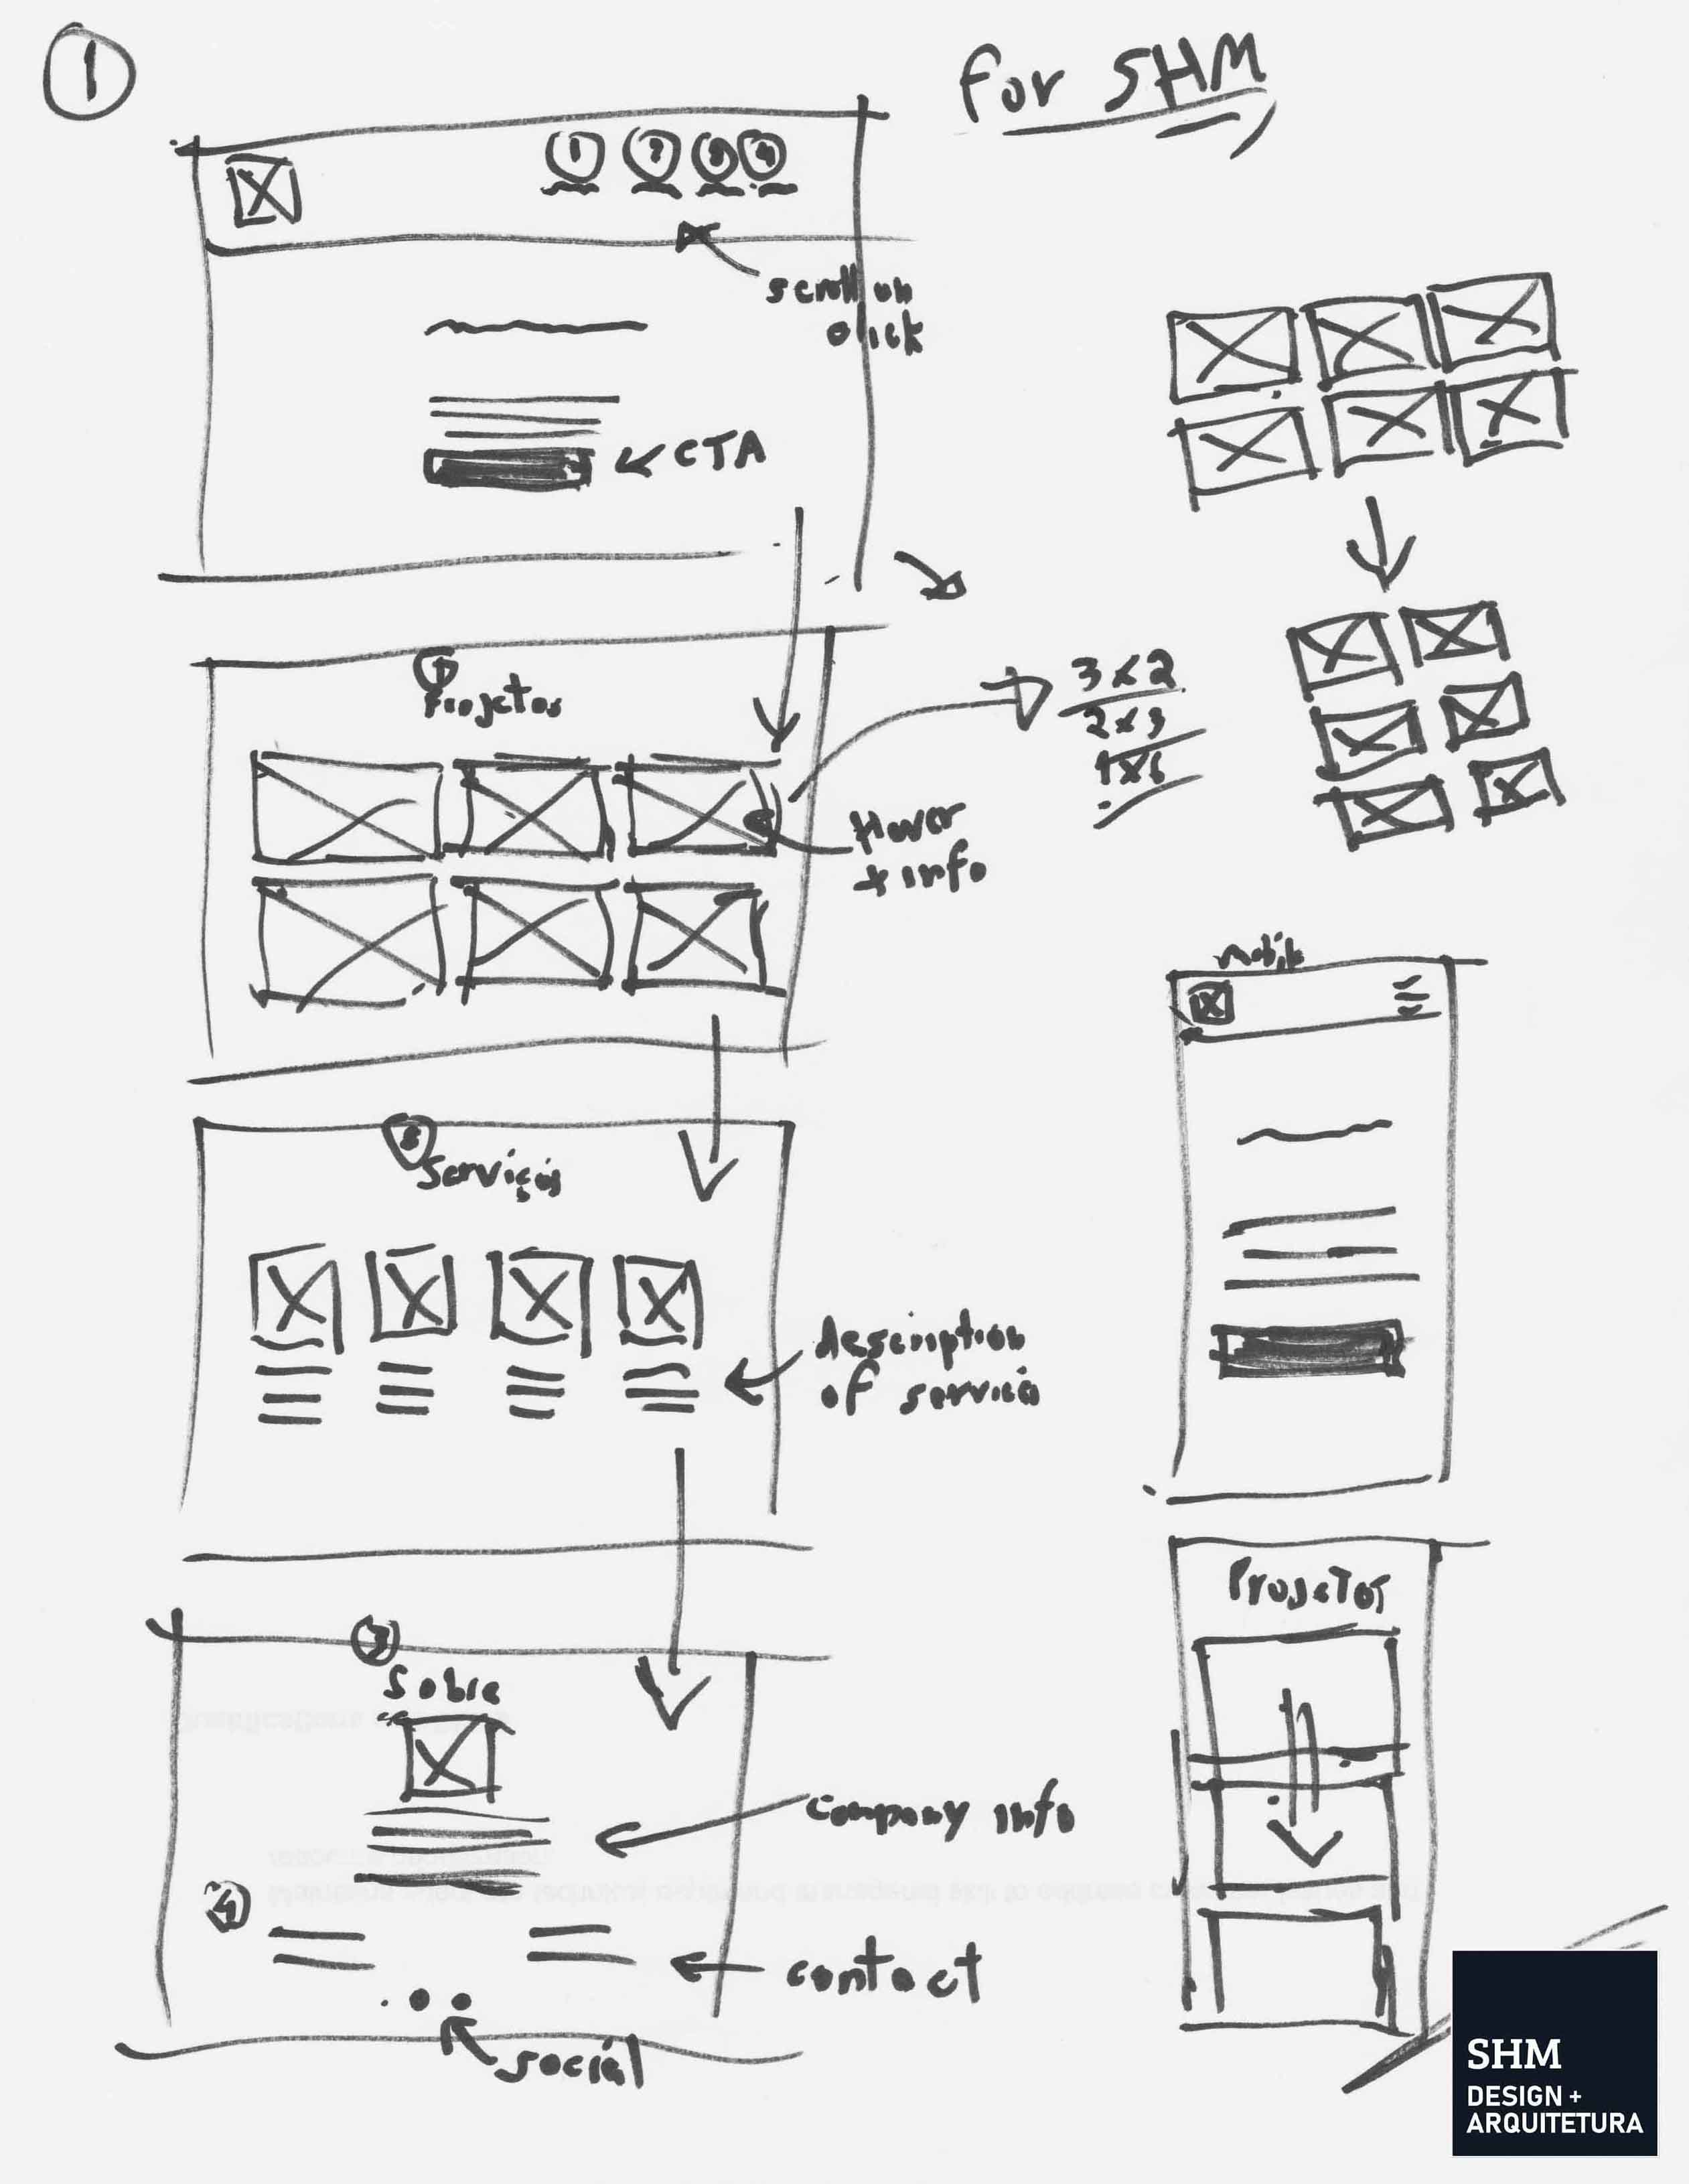 1
For SHM
1 2 3 4
scroll on
click
CTA
1
Projetos
3x2
2x3
1x6
Hover
+ info
Mobile
2
Serviços
description
of service
Projetos
3
Sobre
company info
4
contact
social
SHM
DESIGN +
ARQUITETURA